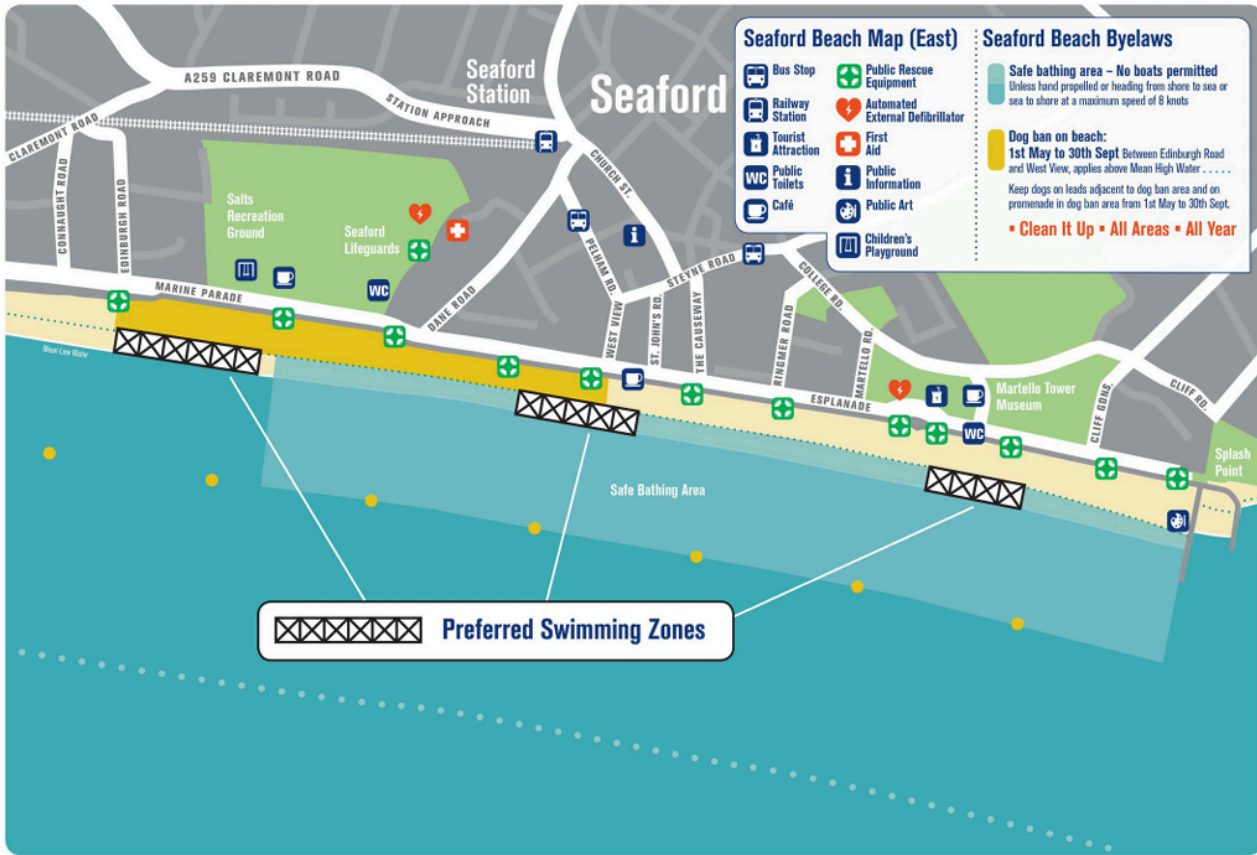 A259 CLAREMONT ROAD
STATION APPROACH
Seaford
Station
Seaford
CLAREMONT ROAD
CONNAUGHT ROAD
EDINBURGH ROAD
CHURCH ST.
Salts
Recreation
Ground
Seaford
Lifeguards
WC
MARINE PARADE
DANE ROAD
PELHAM RD.
WEST VIEW
STEYNE ROAD
ST. JOHN'S RD.
THE CAUSEWAY
RINGMER ROAD
COLLEGE RD.
MARTELLO RD.
ESPLANADE
Martello Tower
Museum
WC
CLIFF GDNS.
CLIFF RD.
Splash
Point
Mean Low Water
Safe Bathing Area
Preferred Swimming Zones
Seaford Beach Map (East)
Bus Stop
Railway
Station
Tourist
Attraction
WC
Public
Toilets
Café
Public Rescue
Equipment
Automated
External Defibrillator
First
Aid
Public
Information
Public Art
Children's
Playground
Seaford Beach Byelaws
Safe bathing area – No boats permitted
Unless hand propelled or heading from shore to sea or
sea to shore at a maximum speed of 8 knots
Dog ban on beach:
1st May to 30th Sept Between Edinburgh Road
and West View, applies above Mean High Water
Keep dogs on leads adjacent to dog ban area and on
promenade in dog ban area from 1st May to 30th Sept.
▪ Clean It Up ▪ All Areas ▪ All Year